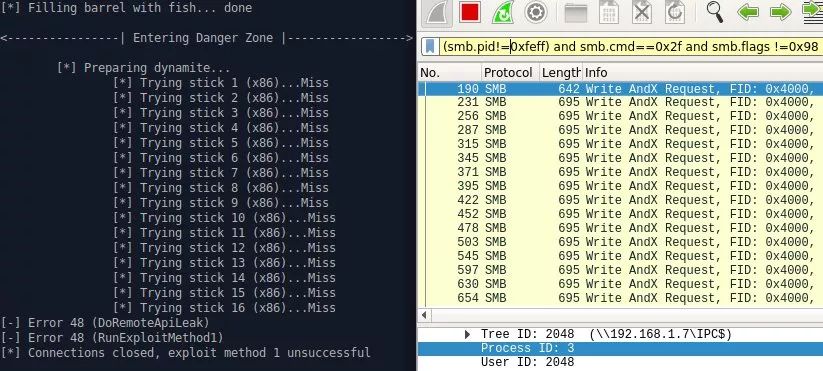 [*] Filling barrel with fish... done
<----------------| Entering Danger Zone |---------------->
[*] Preparing dynamite...
[*] Trying stick 1 (x86)...Miss
[*] Trying stick 2 (x86)...Miss
[*] Trying stick 3 (x86)...Miss
[*] Trying stick 4 (x86)...Miss
[*] Trying stick 5 (x86)...Miss
[*] Trying stick 6 (x86)...Miss
[*] Trying stick 7 (x86)...Miss
[*] Trying stick 8 (x86)...Miss
[*] Trying stick 9 (x86)...Miss
[*] Trying stick 10 (x86)...Miss
[*] Trying stick 11 (x86)...Miss
[*] Trying stick 12 (x86)...Miss
[*] Trying stick 13 (x86)...Miss
[*] Trying stick 14 (x86)...Miss
[*] Trying stick 15 (x86)...Miss
[*] Trying stick 16 (x86)...Miss
[-] Error 48 (DoRemoteApiLeak)
[-] Error 48 (RunExploitMethod1)
[*] Connections closed, exploit method 1 unsuccessful
(smb.pid!=0xfeff) and smb.cmd==0x2f and smb.flags !=0x98
No. Protocol Length Info
190 SMB 642 Write AndX Request, FID: 0x4000,
231 SMB 695 Write AndX Request, FID: 0x4000,
256 SMB 695 Write AndX Request, FID: 0x4000,
287 SMB 695 Write AndX Request, FID: 0x4000,
315 SMB 695 Write AndX Request, FID: 0x4000,
345 SMB 695 Write AndX Request, FID: 0x4000,
371 SMB 695 Write AndX Request, FID: 0x4000,
395 SMB 695 Write AndX Request, FID: 0x4000,
422 SMB 695 Write AndX Request, FID: 0x4000,
452 SMB 695 Write AndX Request, FID: 0x4000,
478 SMB 695 Write AndX Request, FID: 0x4000,
503 SMB 695 Write AndX Request, FID: 0x4000,
545 SMB 695 Write AndX Request, FID: 0x4000,
597 SMB 695 Write AndX Request, FID: 0x4000,
630 SMB 695 Write AndX Request, FID: 0x4000,
654 SMB 695 Write AndX Request, FID: 0x4000,
Tree ID: 2048 (\\192.168.1.7\IPC$)
Process ID: 3
User ID: 2048